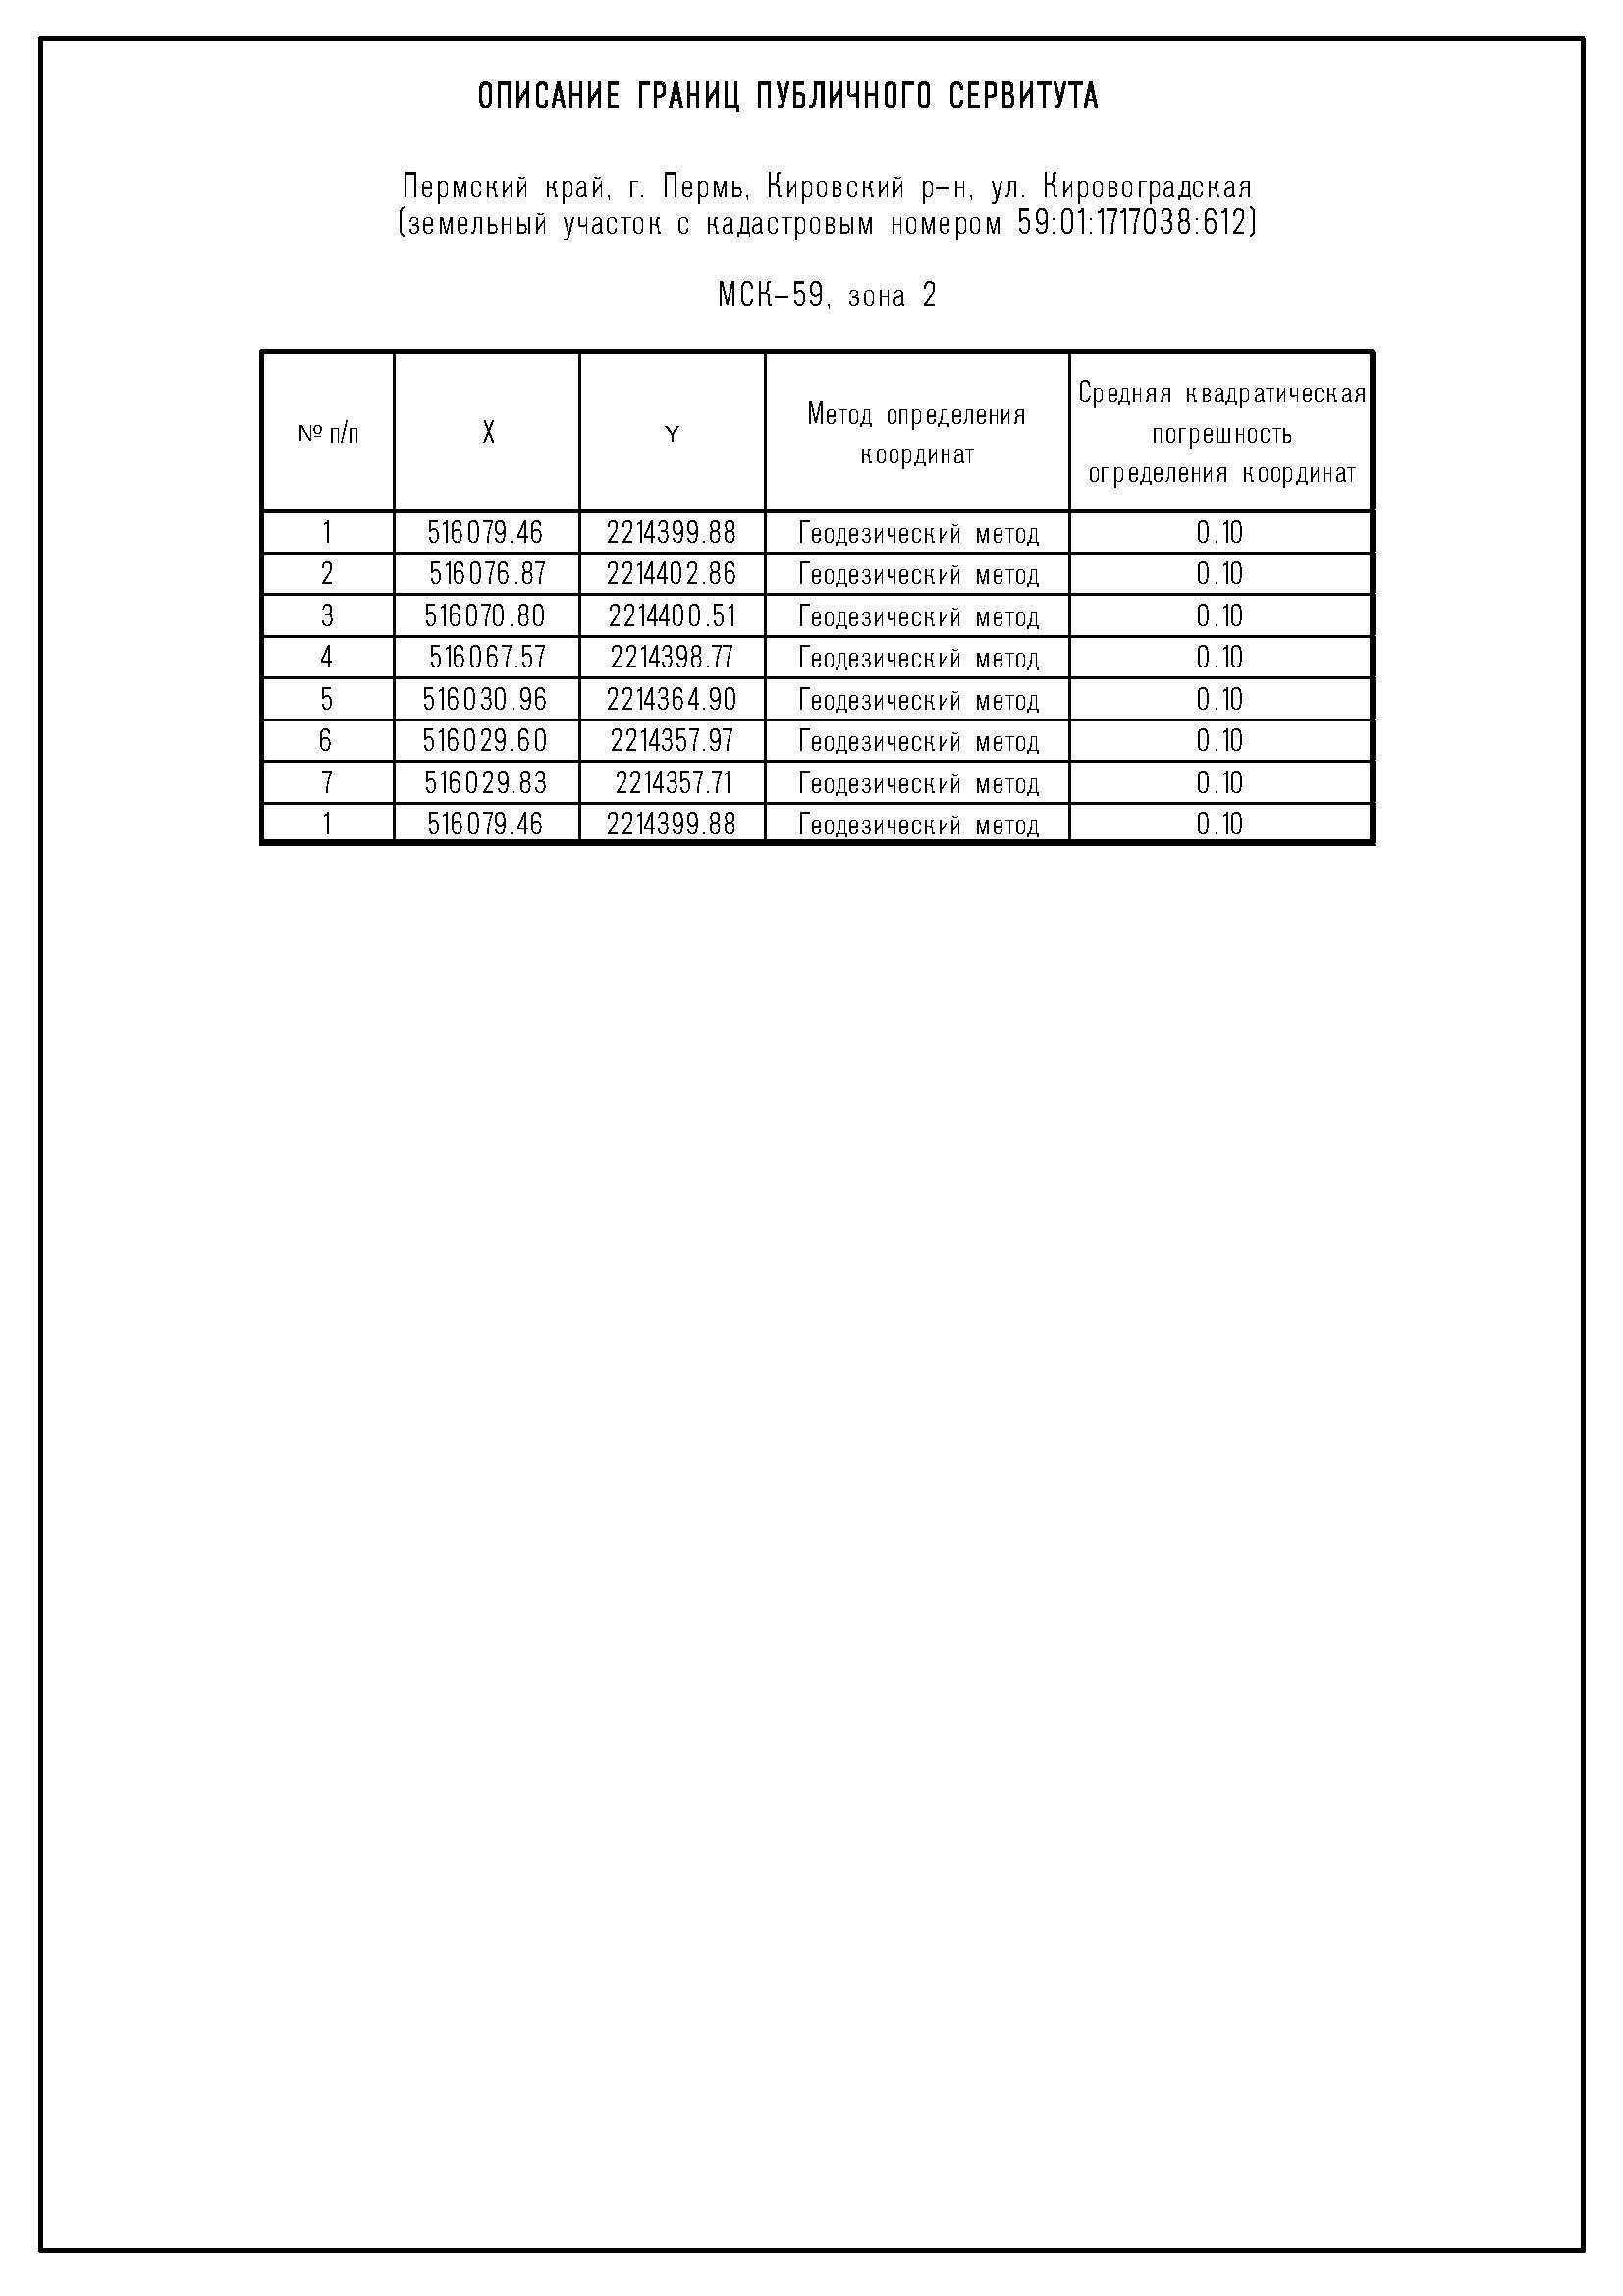 ОПИСАНИЕ ГРАНИЦ ПУБЛИЧНОГО СЕРВИТУТА
Пермский край, г. Пермь, Кировский р-н, ул. Кировоградская
(земельный участок с кадастровым номером 59:01:1717038:612)
МСК-59, зона 2
№ п/п X Y Метод определения координат Средняя квадратическая погрешность определения координат
1 516079.46 2214399.88 Геодезический метод 0.10
2 516076.87 2214402.86 Геодезический метод 0.10
3 516070.80 2214400.51 Геодезический метод 0.10
4 516067.57 2214398.77 Геодезический метод 0.10
5 516030.96 2214364.90 Геодезический метод 0.10
6 516029.60 2214357.97 Геодезический метод 0.10
7 516029.83 2214357.71 Геодезический метод 0.10
1 516079.46 2214399.88 Геодезический метод 0.10